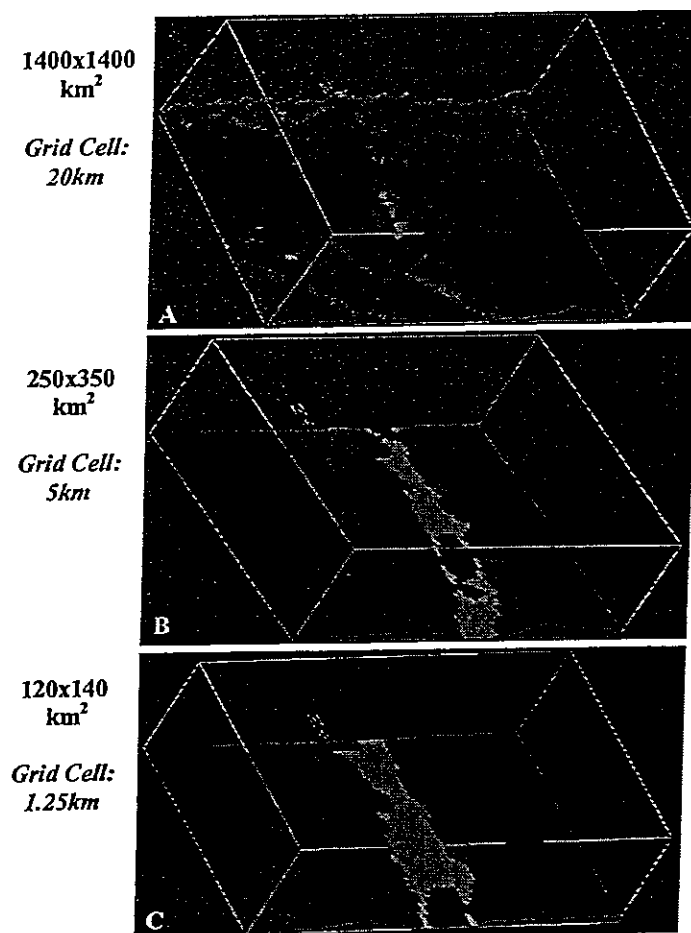 1400x1400
km²
Grid Cell:
20km
A
250x350
km²
Grid Cell:
5km
B
120x140
km²
Grid Cell:
1.25km
C